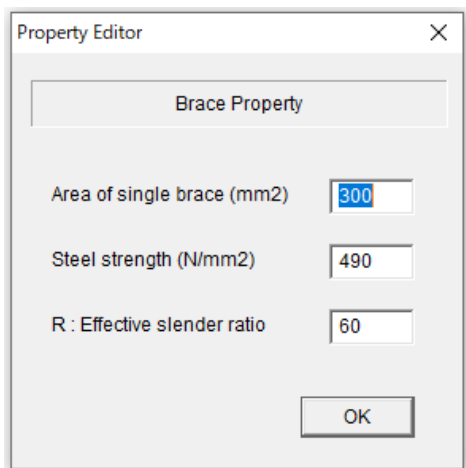 Property Editor
Brace Property
Area of single brace (mm2) 300
Steel strength (N/mm2) 490
R : Effective slender ratio 60
OK